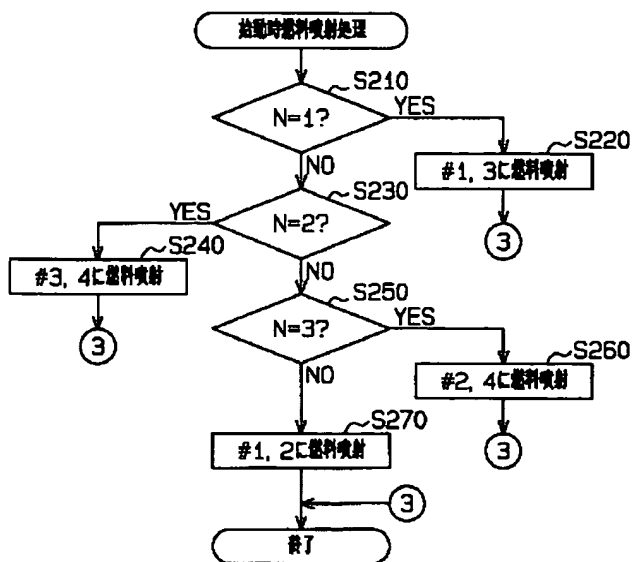 始動時燃料噴射処理
S210
N=1?
YES
NO
S220
#1, 3に燃料噴射
3
S230
N=2?
YES
NO
S240
#3, 4に燃料噴射
3
S250
N=3?
YES
NO
S260
#2, 4に燃料噴射
3
S270
#1, 2に燃料噴射
3
終了